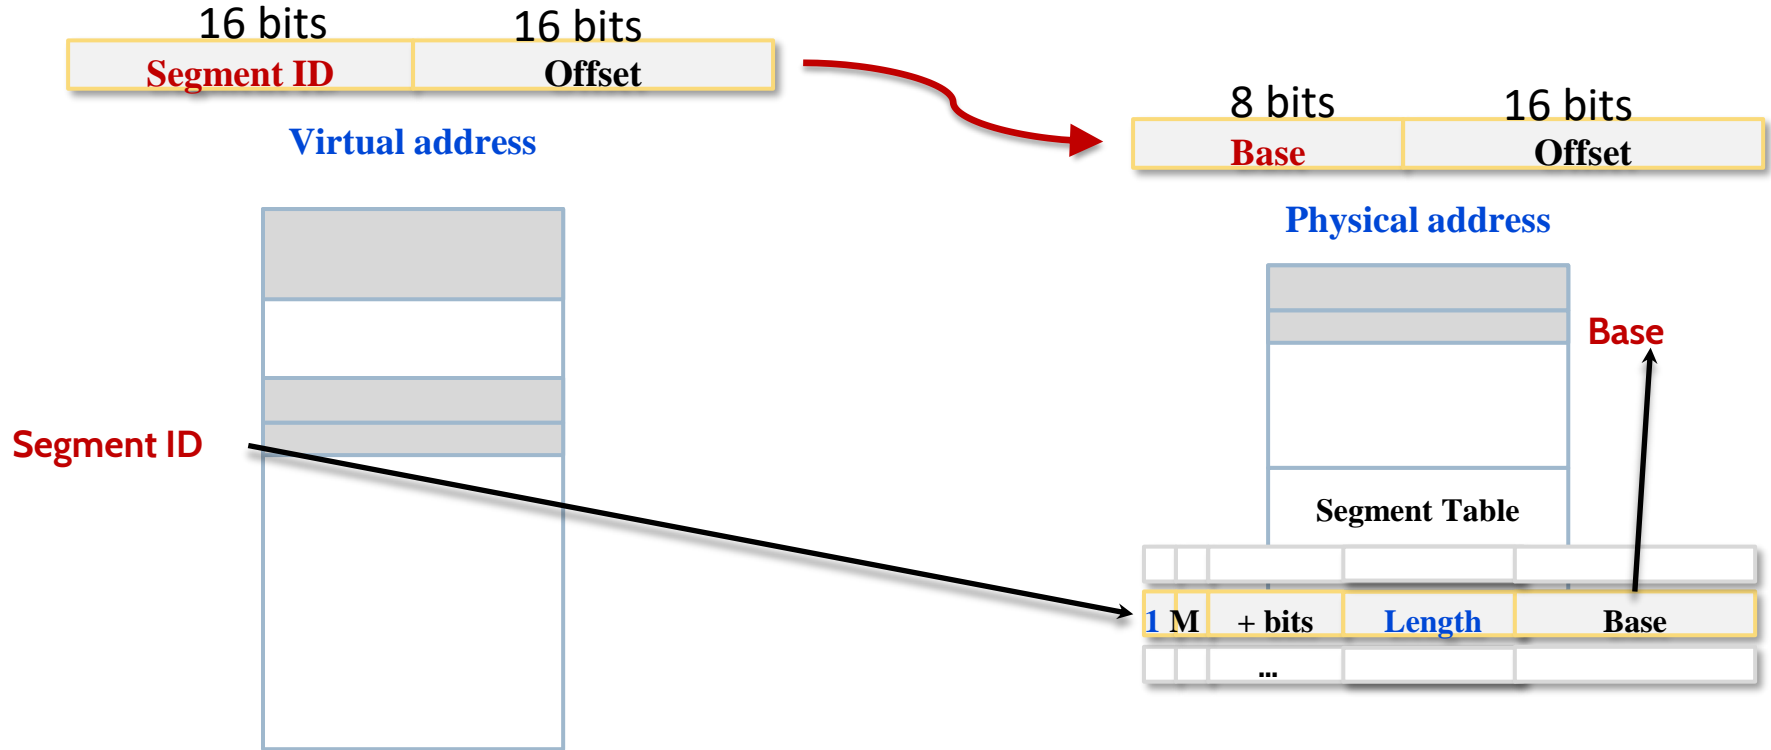 16 bits 16 bits
Segment ID Offset
Virtual address
8 bits 16 bits
Base Offset
Physical address
Base
Segment ID
Segment Table
1 M + bits Length Base
...